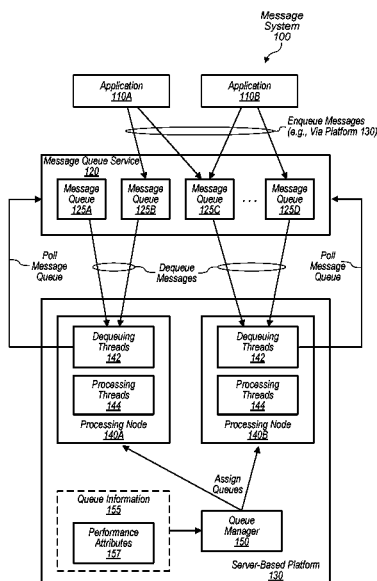 Message
System
100
Application
110A
Application
110B
Enqueue Messages
(e.g., Via Platform 130)
Message Queue Service
120
Message
Queue
125A
Message
Queue
125B
Message
Queue
125C
. . .
Message
Queue
125D
Poll
Message
Queue
Dequeue
Messages
Poll
Message
Queue
Dequeuing
Threads
142
Dequeuing
Threads
142
Processing
Threads
144
Processing
Threads
144
Processing Node
140A
Processing Node
140B
Assign
Queues
Queue Information
155
Performance
Attributes
157
Queue
Manager
150
Server-Based Platform
130